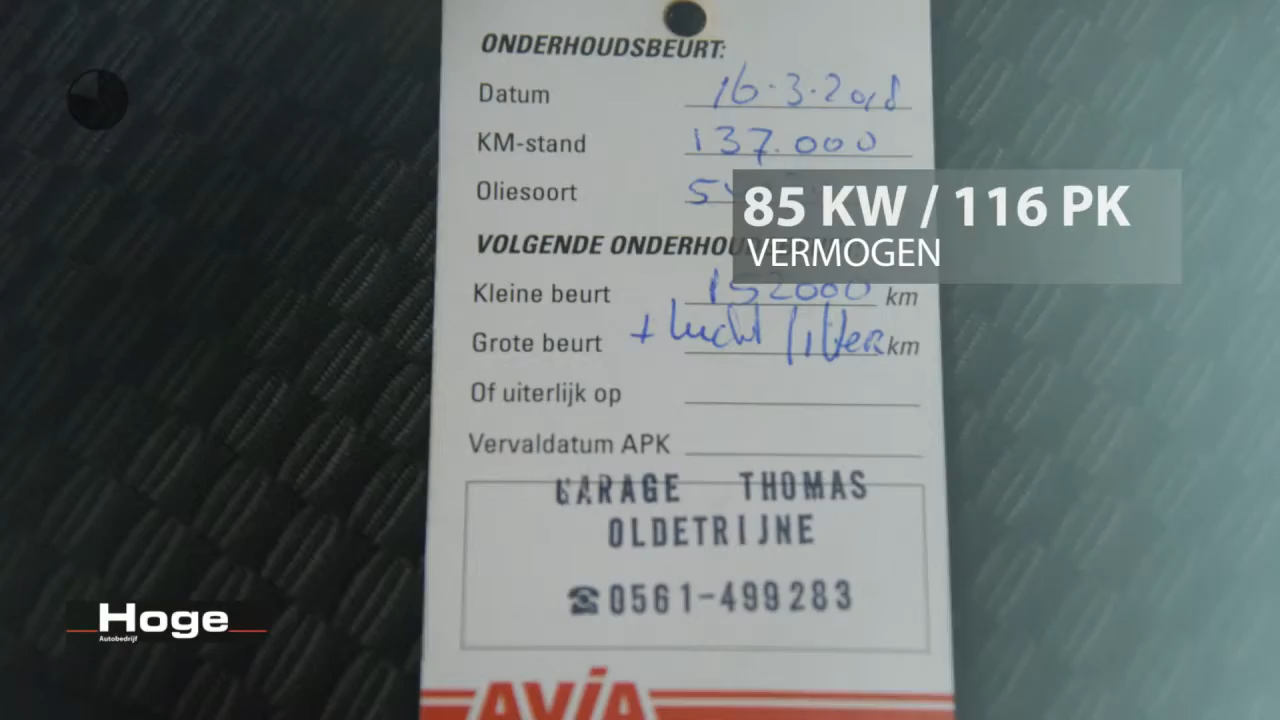 ONDERHOUDSBEURT:
Datum 16.3.2018
KM-stand 137.000
Oliesoort
85 KW / 116 PK
VERMOGEN
VOLGENDE
Kleine beurt 152000 km
Grote beurt + lucht filter km
Of uiterlijk op
Vervaldatum APK
GARAGE THOMAS
OLDETRIJNE
☎0561-499283
Hoge
Autobedrijf
AVIA